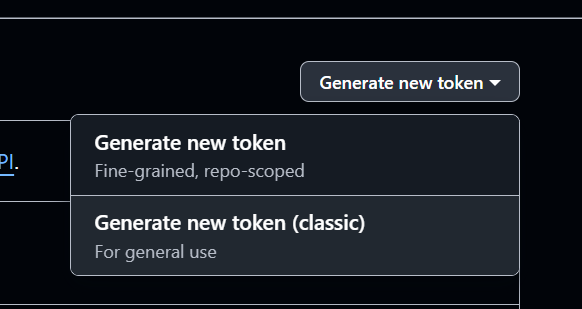 Generate new token
PI.
Generate new token
Fine-grained, repo-scoped
Generate new token (classic)
For general use